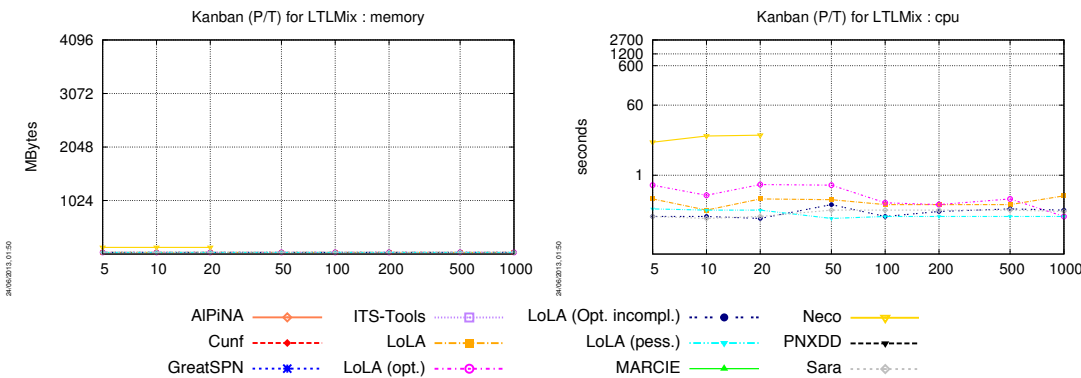 Kanban (P/T) for LTLMix : memory
4096
3072
2048
1024
MBytes
5 10 20 50 100 200 500 1000
24/06/2013, 01:50
Kanban (P/T) for LTLMix : cpu
2700
1200
600
60
1
seconds
5 10 20 50 100 200 500 1000
24/06/2013, 01:50
AlPiNA ITS-Tools LoLA (Opt. incompl.) Neco
Cunf LoLA LoLA (pess.) PNXDD
GreatSPN LoLA (opt.) MARCIE Sara